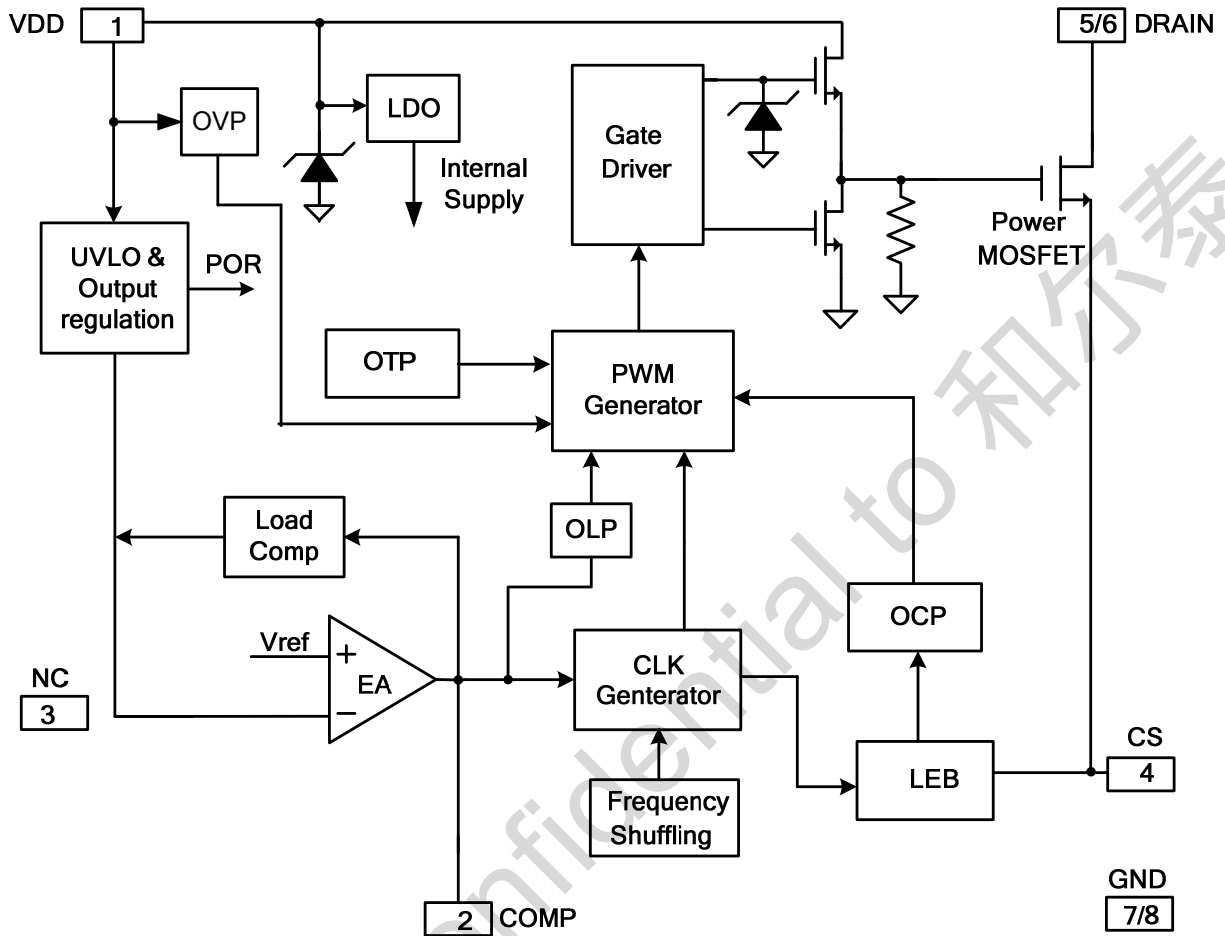 VDD
1
5/6
DRAIN
OVP
LDO
Gate
Driver
Internal
Supply
UVLO &
Output
regulation
POR
Power
MOSFET
OTP
PWM
Generator
Load
Comp
OLP
OCP
Vref
+
EA
−
CLK
Genterator
NC
3
CS
4
LEB
Frequency
Shuffling
GND
7/8
2
COMP
onfidential to 和尔泰